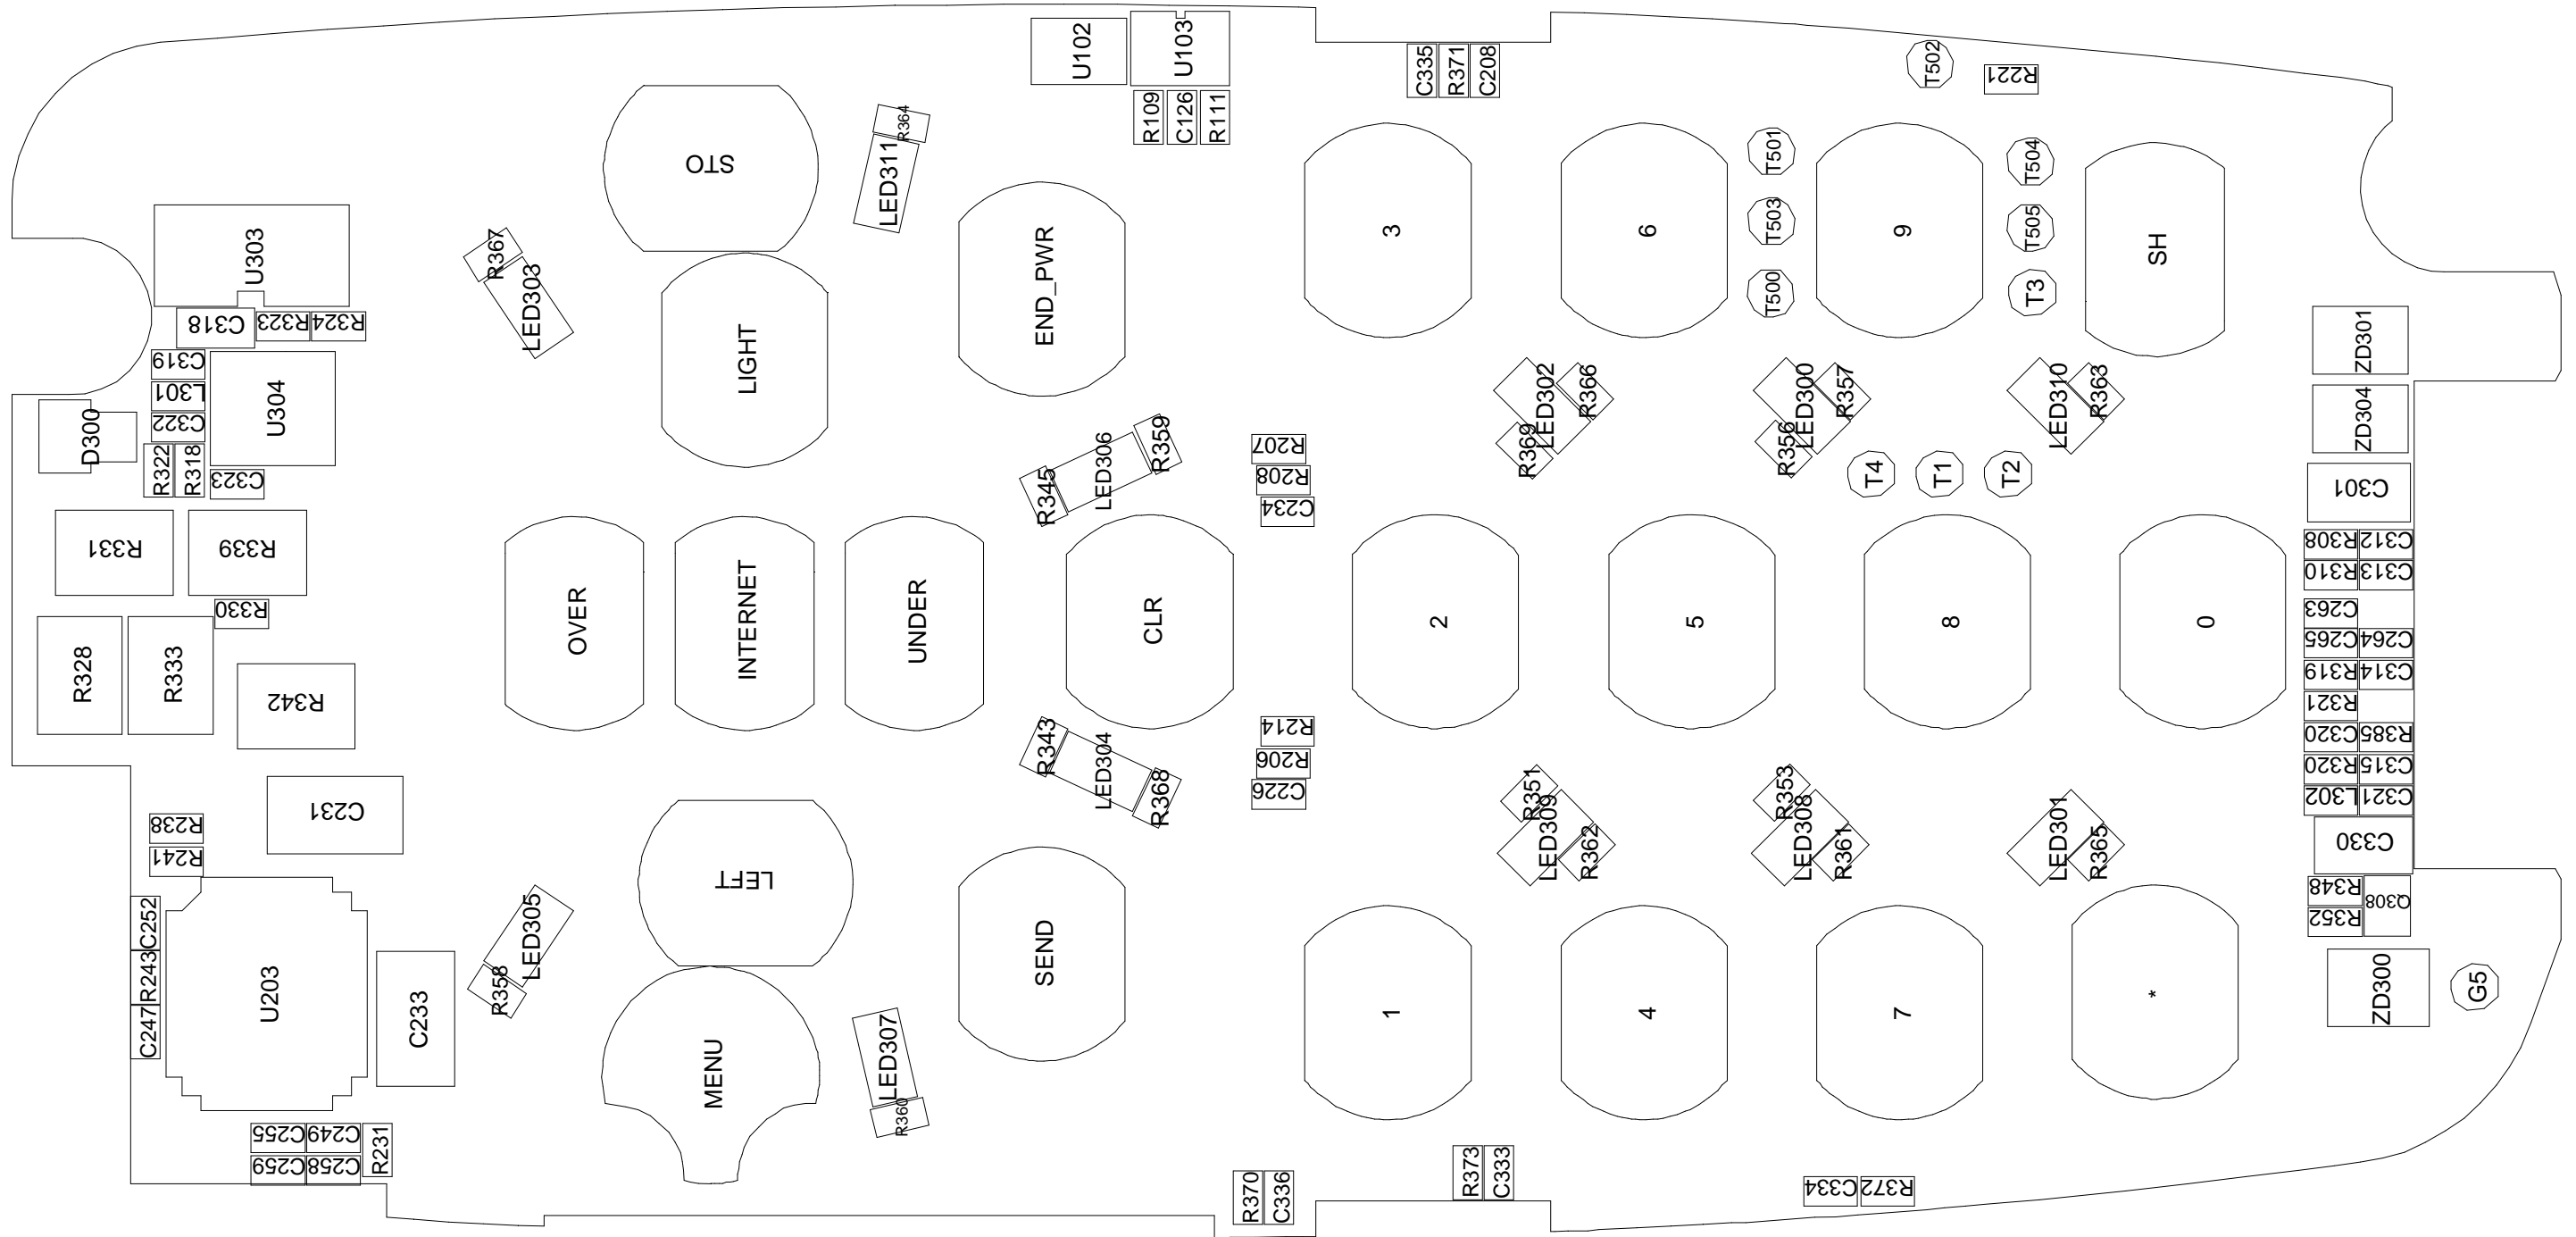 U102
U103
C335
R371
C208
T502
R221
R109
C126
R111
R364
LED311
STO
T501
T504
3
6
9
T503
T505
SH
U303
R367
LED303
END_PWR
T500
T3
C318
R323
R324
LIGHT
ZD301
C319
L301
U304
C322
D300
LED302
R366
LED300
R357
LED310
R363
ZD304
R322
R318
C323
R345
LED306
R359
R207
R208
C234
R369
R356
T4
T1
T2
C301
R331
R339
R308
C312
R310
C313
R330
OVER
INTERNET
UNDER
CLR
2
5
8
0
C263
C265
C264
R328
R333
R342
R319
C314
R321
R343
LED304
R368
R214
R206
C226
C320
R385
R320
C315
L302
C321
C231
R238
R241
R351
LED309
R362
R353
LED308
R361
LED301
R365
C330
LEFT
R348
R352
Q308
C252
R243
C247
U203
C233
LED305
R358
SEND
ZD300
G5
1
4
7
*
MENU
LED307
R360
C255
C249
R231
C259
C258
R370
C336
R373
C333
C334
R372